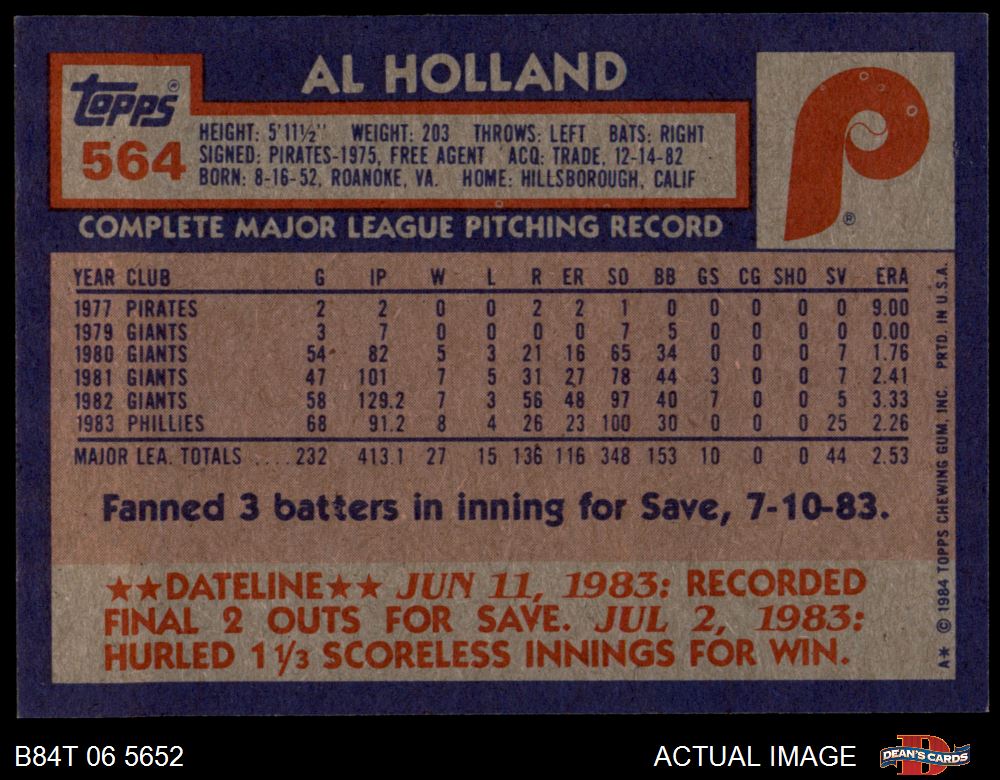 AL HOLLAND
TOPPS®
564
HEIGHT: 5'11½" WEIGHT: 203 THROWS: LEFT BATS: RIGHT
SIGNED: PIRATES-1975, FREE AGENT ACQ: TRADE, 12-14-82
BORN: 8-16-52, ROANOKE, VA. HOME: HILLSBOROUGH, CALIF
P®
COMPLETE MAJOR LEAGUE PITCHING RECORD
YEAR CLUB G IP W L R ER SO BB GS CG SHO SV ERA
1977 PIRATES 2 2 0 0 2 2 1 0 0 0 0 0 9.00
1979 GIANTS 3 7 0 0 0 0 7 5 0 0 0 0 0.00
1980 GIANTS 54 82 5 3 21 16 65 34 0 0 0 7 1.76
1981 GIANTS 47 101 7 5 31 27 78 44 3 0 0 7 2.41
1982 GIANTS 58 129.2 7 3 56 48 97 40 7 0 0 5 3.33
1983 PHILLIES 68 91.2 8 4 26 23 100 30 0 0 0 25 2.26
MAJOR LEA. TOTALS ....232 413.1 27 15 136 116 348 153 10 0 0 44 2.53
Fanned 3 batters in inning for Save, 7-10-83.
★★DATELINE★★ JUN 11, 1983: RECORDED
FINAL 2 OUTS FOR SAVE. JUL 2, 1983:
HURLED 1⅓ SCORELESS INNINGS FOR WIN.
A* © 1984 TOPPS CHEWING GUM, INC. PRTD. IN U.S.A.
B84T 06 5652
ACTUAL IMAGE
DEAN'S CARDS